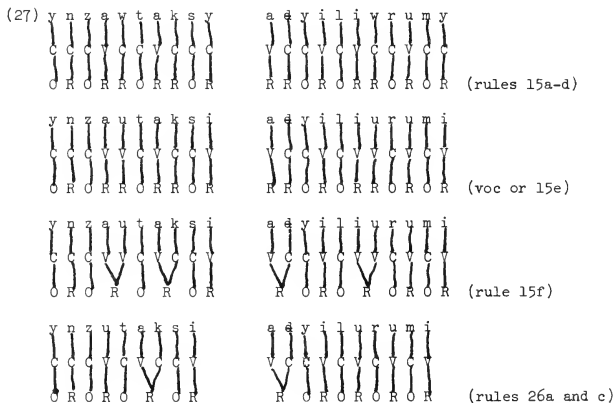 (27) y n z a w t a k s y a d y i l i w r u m y
C C C V C C V C C C V C C V C V C C V C C
O R O R R O R R O R R R O R O R R O R O R (rules 15a-d)
y n z a u t a k s i a d y i l i u r u m i
C C C V V C V C C V V C C V C V V C V C V
O R O R R O R R O R R R O R O R R O R O R (voc or 15e)
y n z a u t a k s i a d y i l i u r u m i
C C C V V C V C C V V C C V C V V C V C V
O R O R O R O R R O R O R O R O R (rule 15f)
y n z u t a k s i a d y i l u r u m i
C C C V C V C C V V C C V C V C V C V
O R O R O R O R R O R O R O R O R (rules 26a and c)